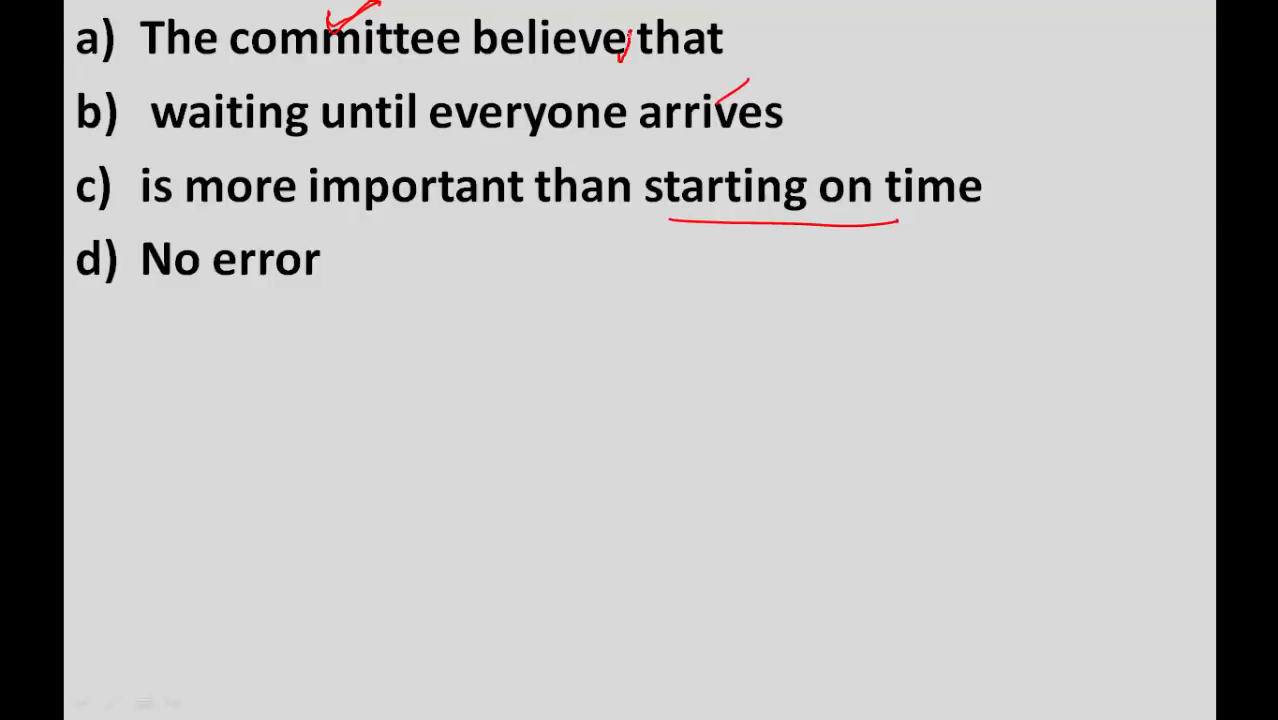 a) The committee believe that
b) waiting until everyone arrives
c) is more important than starting on time
d) No error